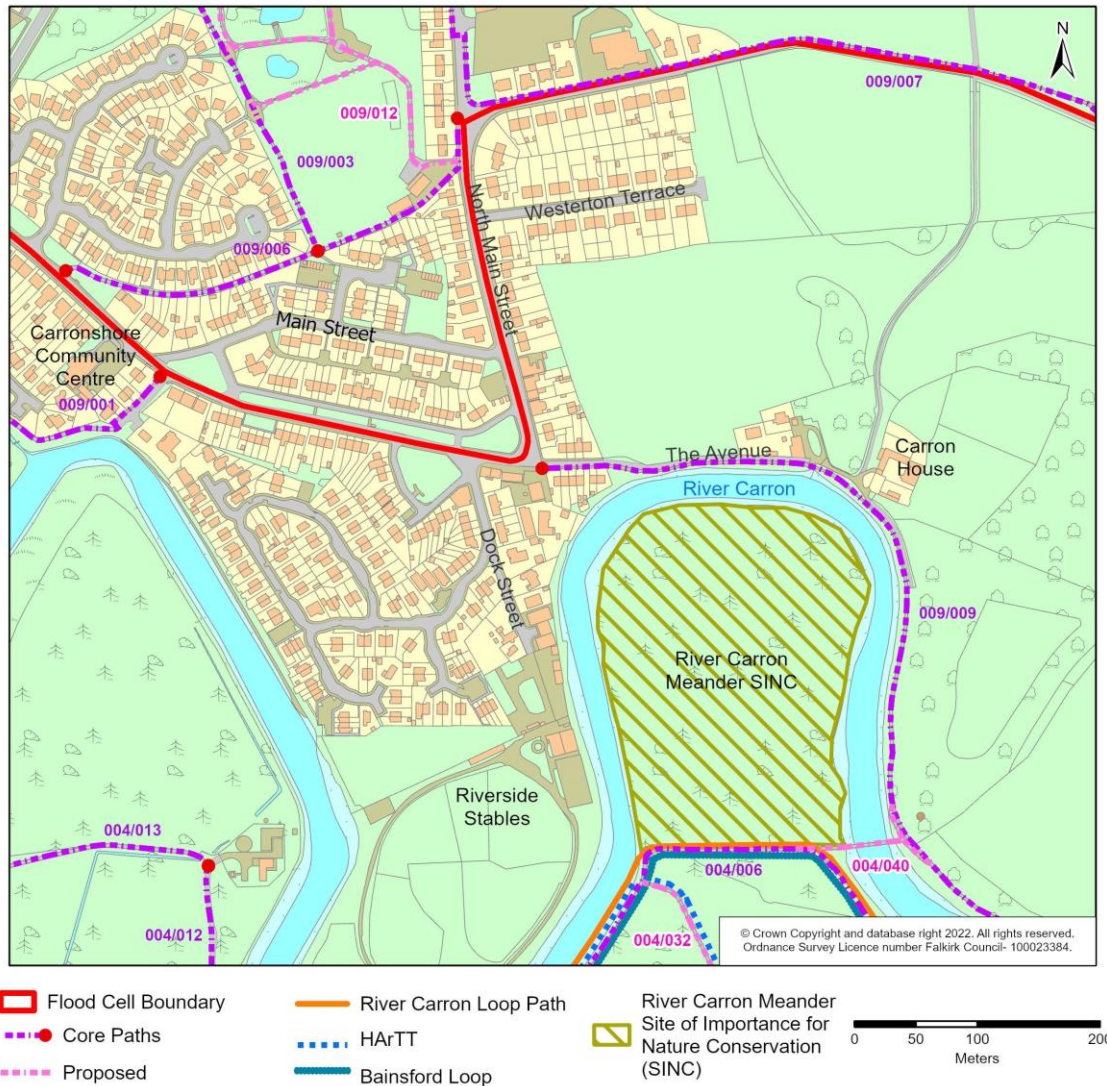 N
009/007
009/012
009/003
Westerton Terrace
North Main Street
009/006
Main Street
Carronshore
Community
Centre
009/001
The Avenue
Carron
House
River Carron
Dock Street
009/009
River Carron
Meander SINC
Riverside
Stables
004/013
004/040
004/006
004/012
004/032
© Crown Copyright and database right 2022. All rights reserved.
Ordnance Survey Licence number Falkirk Council- 100023384.
Flood Cell Boundary
Core Paths
Proposed
River Carron Loop Path
HArTT
Bainsford Loop
River Carron Meander
Site of Importance for
Nature Conservation
(SINC)
0 50 100 200
Meters